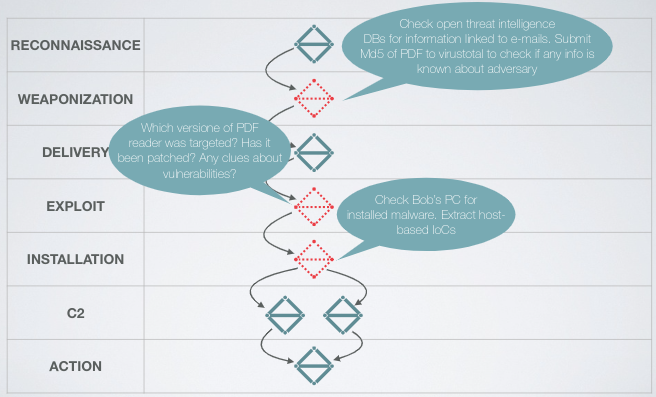 RECONNAISSANCE
Check open threat intelligence
DBs for information linked to e-mails. Submit
Md5 of PDF to virustotal to check if any info is
known about adversary
WEAPONIZATION
DELIVERY
Which versione of PDF
reader was targeted? Has it
been patched? Any clues about
vulnerabilities?
EXPLOIT
Check Bob's PC for
installed malware. Extract host-
based IoCs
INSTALLATION
C2
ACTION